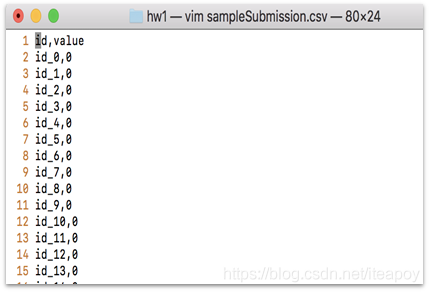 hw1 — vim sampleSubmission.csv — 80×24
1 id,value
2 id_0,0
3 id_1,0
4 id_2,0
5 id_3,0
6 id_4,0
7 id_5,0
8 id_6,0
9 id_7,0
10 id_8,0
11 id_9,0
12 id_10,0
13 id_11,0
14 id_12,0
15 id_13,0
https://blog.csdn.net/iteapoy